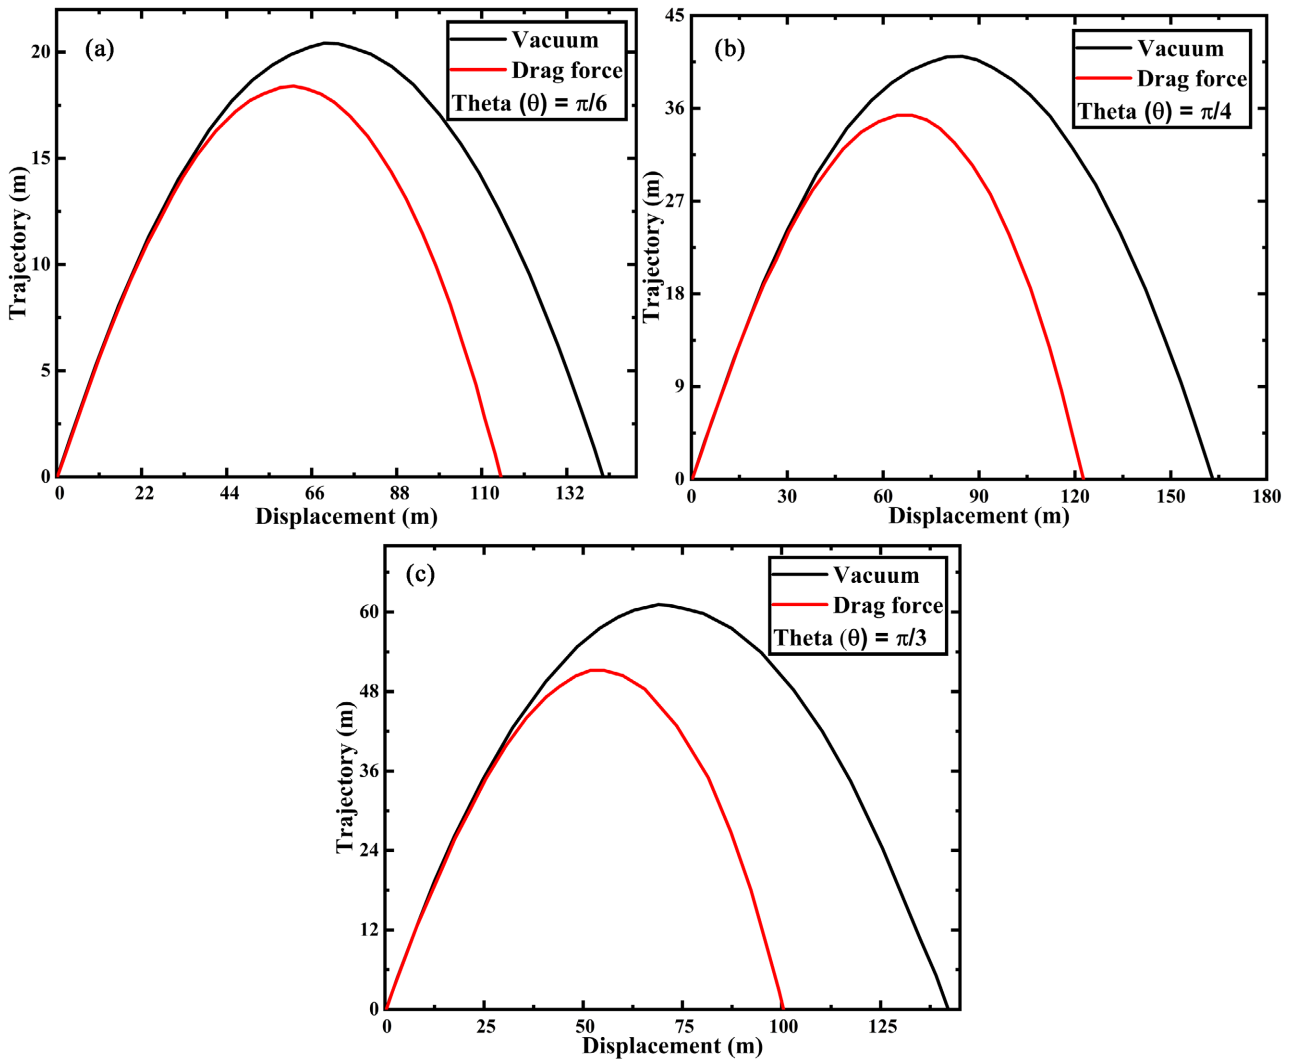 (a)
Vacuum
Drag force
Theta (θ) = π/6
20
15
10
5
0
Trajectory (m)
0 22 44 66 88 110 132
Displacement (m)
(b)
Vacuum
Drag force
Theta (θ) = π/4
45
36
27
18
9
0
Trajectory (m)
0 30 60 90 120 150 180
Displacement (m)
(c)
Vacuum
Drag force
Theta (θ) = π/3
60
48
36
24
12
0
Trajectory (m)
0 25 50 75 100 125
Displacement (m)